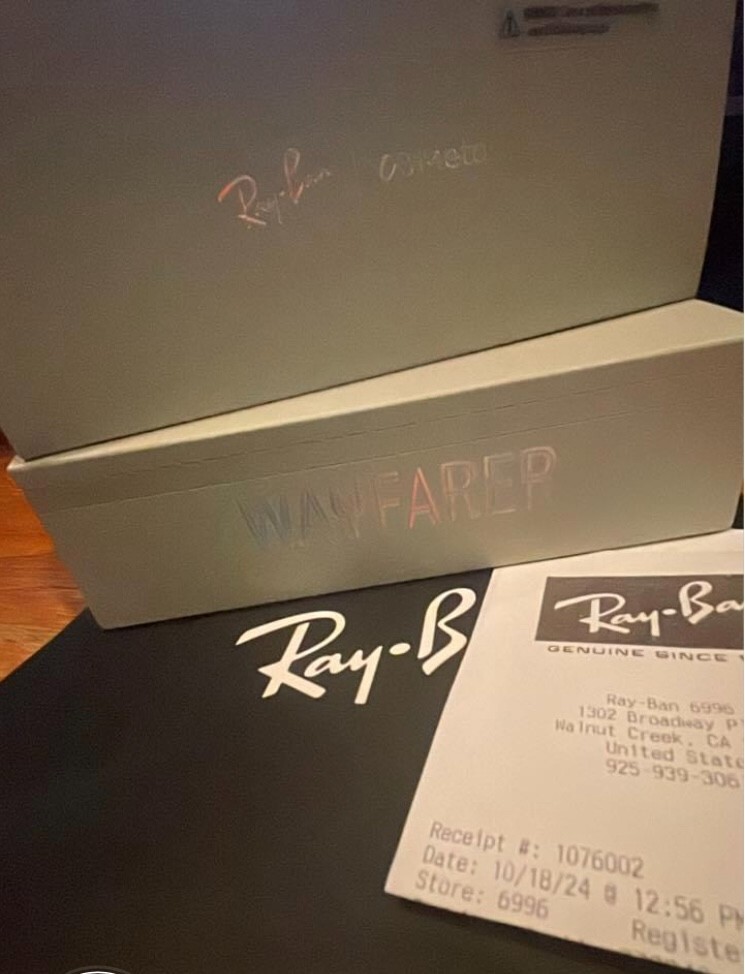 Ray-Ban | Meta
WAYFARER
Ray-B
Ray-Ba
GENUINE SINCE
Ray-Ban 6996
1302 Broadway P
Walnut Creek, CA
United State
925-939-306
Receipt #: 1076002
Date: 10/18/24 @ 12:56 PM
Store: 6996
Registe